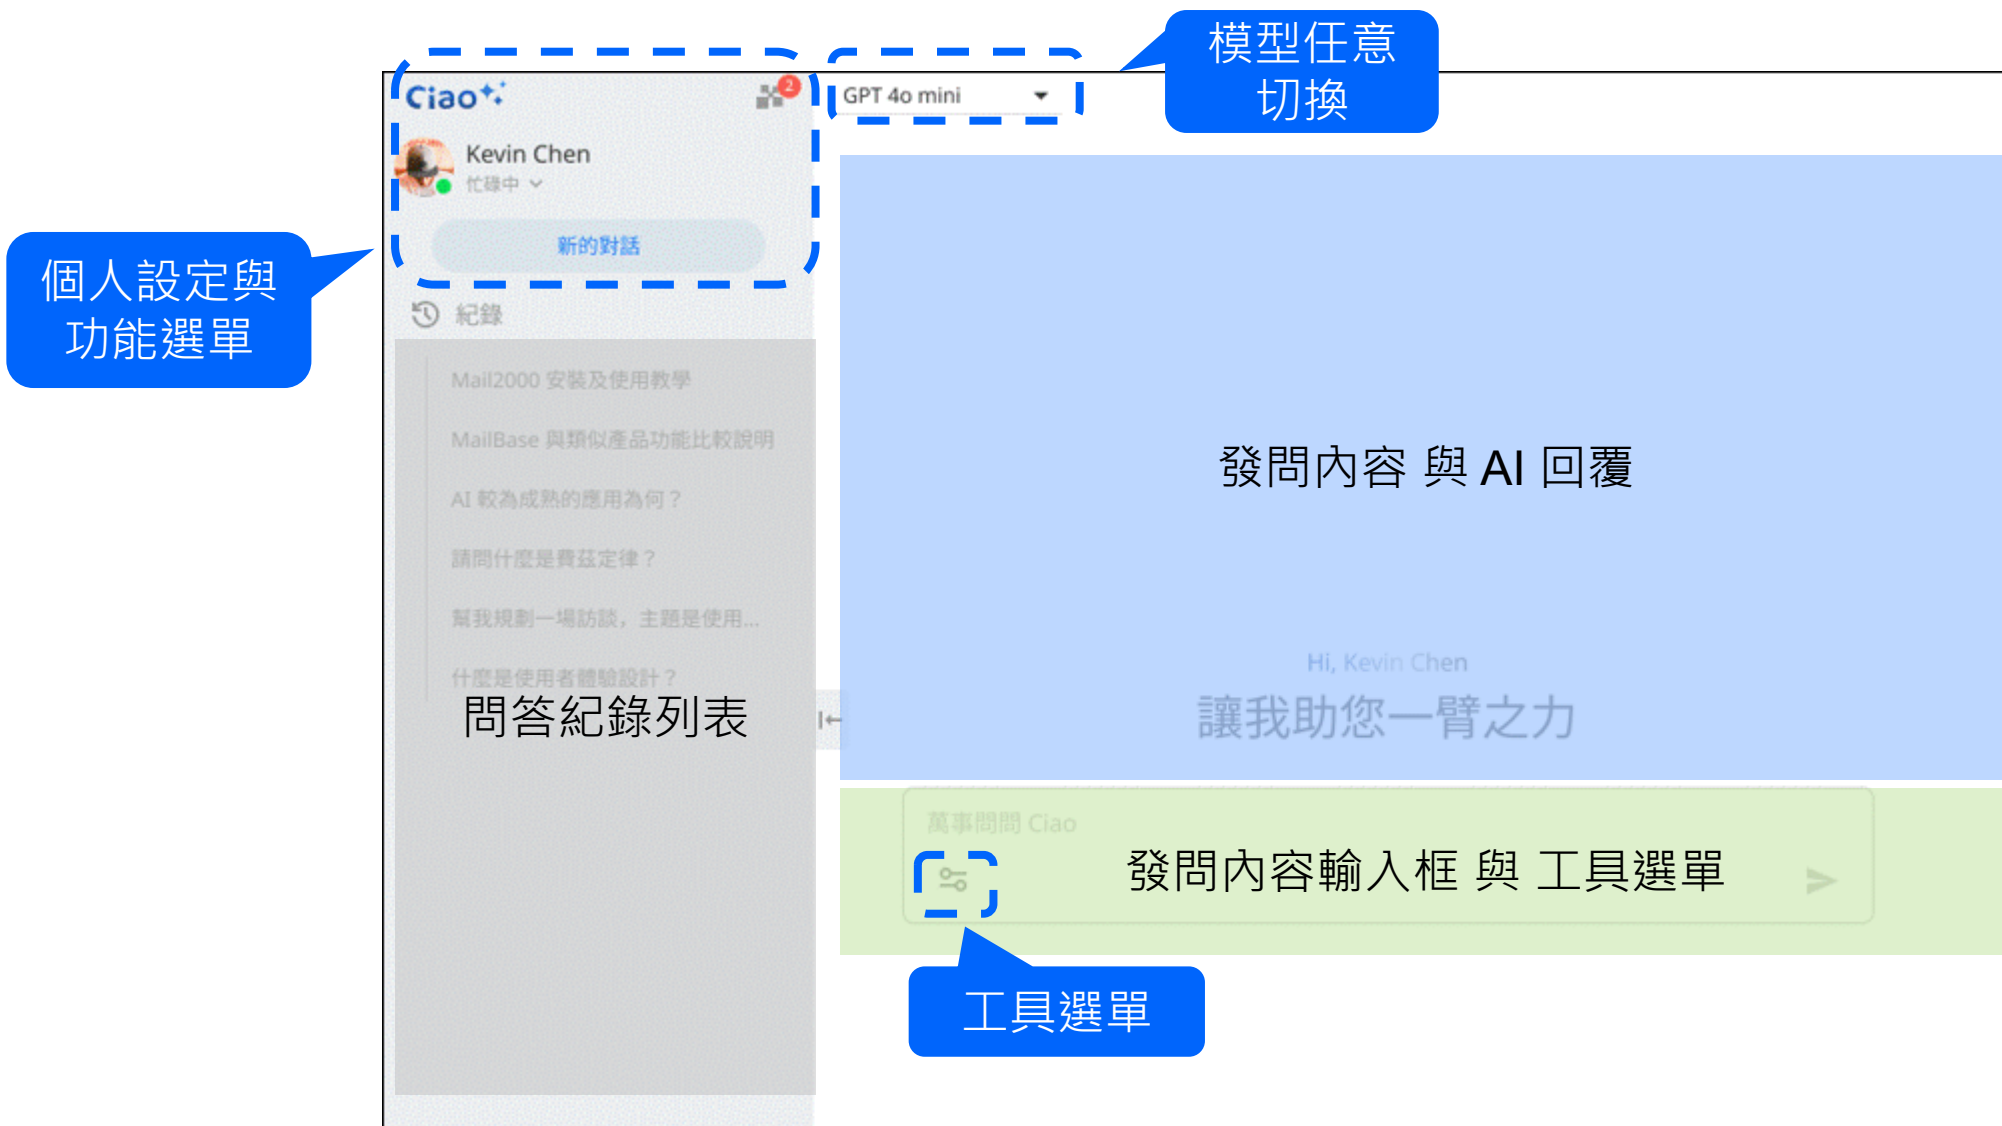 模型任意
切換
Ciao
2
GPT 4o mini
Kevin Chen
忙碌中
新的對話
個人設定與
功能選單
紀錄
Mail2000 安裝及使用教學
MailBase 與類似產品功能比較說明
AI 較為成熟的應用為何？
請問什麼是費茲定律？
幫我規劃一場訪談，主題是使用...
什麼是使用者體驗設計？
問答紀錄列表
發問內容 與 AI 回覆
Hi, Kevin Chen
讓我助您一臂之力
萬事問問 Ciao
發問內容輸入框 與 工具選單
工具選單